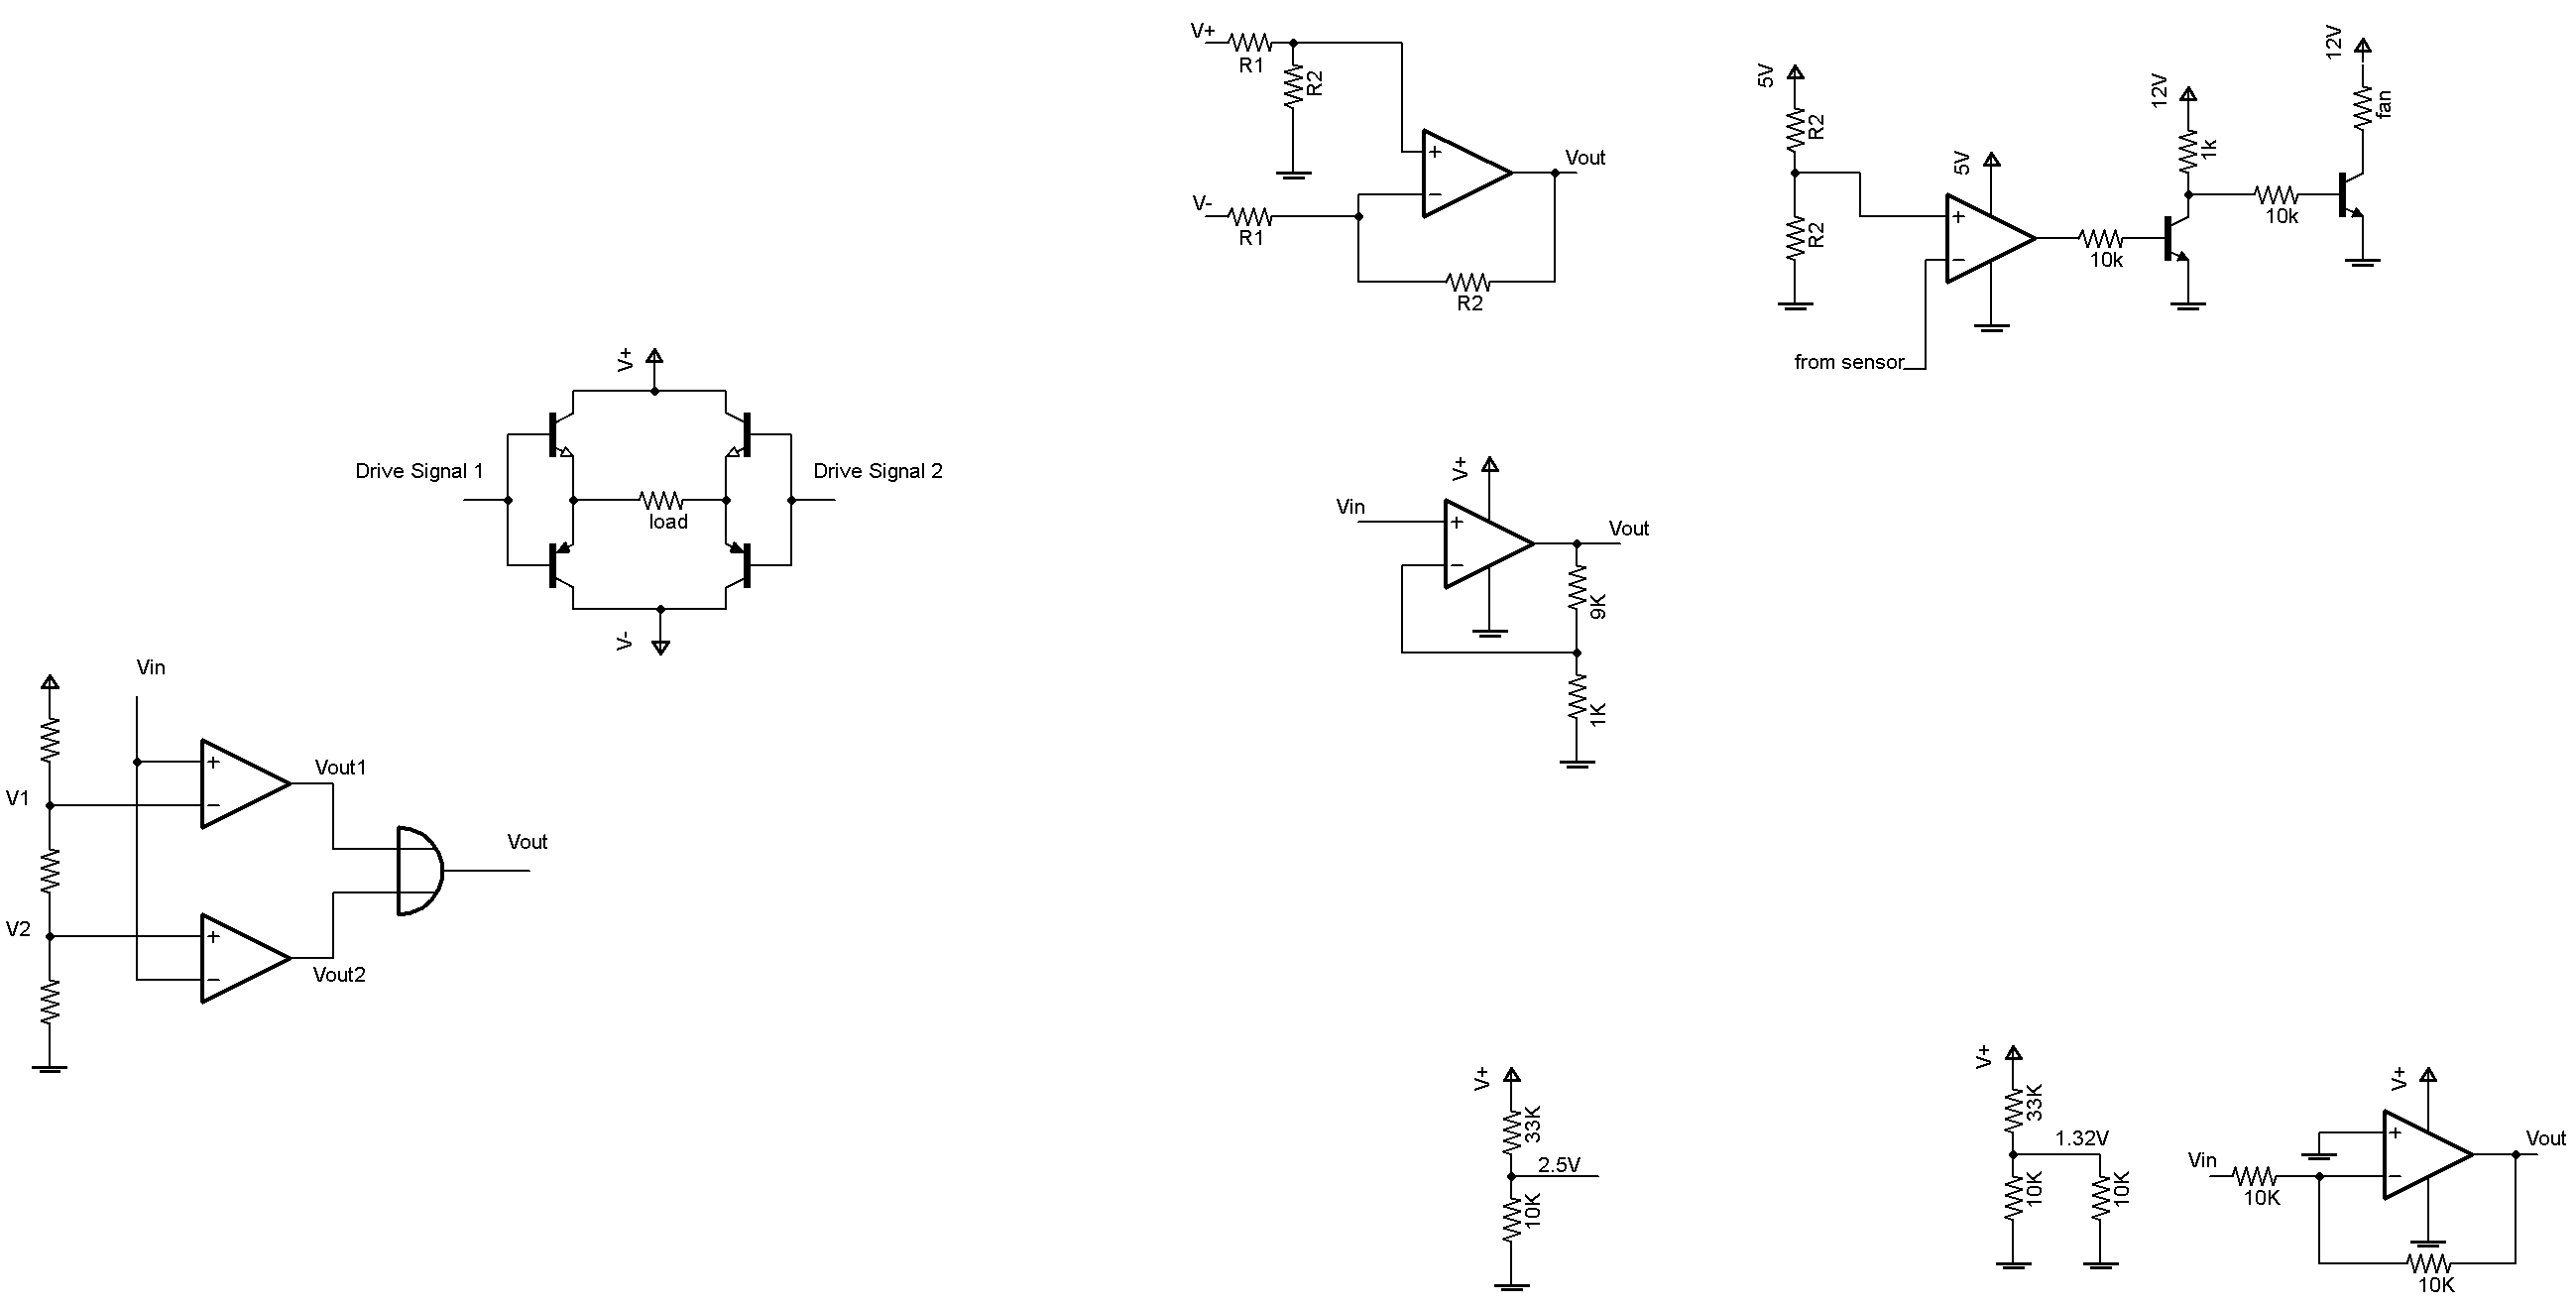 V+
R1
R2
V-
R1
+
−
Vout
R2
5V
R2
R2
5V
+
−
from sensor
10k
12V
1k
10k
12V
fan
V+
Drive Signal 1
Drive Signal 2
load
V-
V+
Vin
+
−
Vout
9K
1K
Vin
V1
+
−
Vout1
Vout
V2
+
−
Vout2
V+
33K
2.5V
10K
V+
33K
1.32V
10K
10K
V+
Vin
10K
+
−
Vout
10K